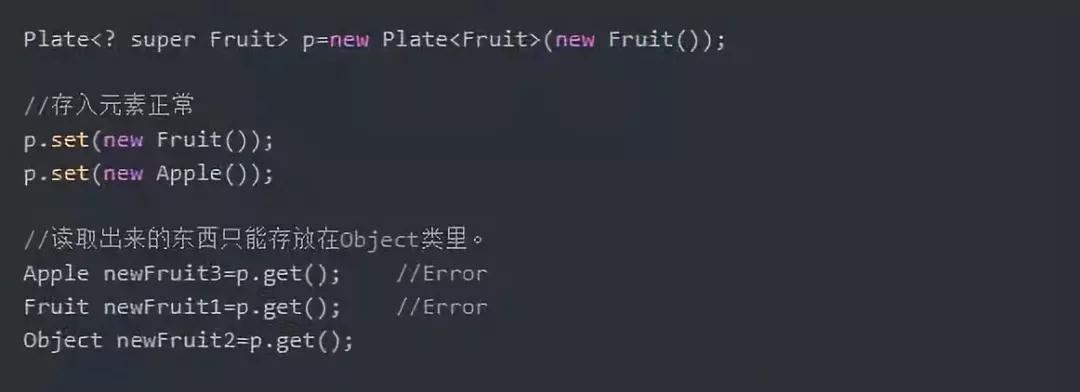 Plate<? super Fruit> p=new Plate<Fruit>(new Fruit());
//存入元素正常
p.set(new Fruit());
p.set(new Apple());
//读取出来的东西只能存放在Object类里。
Apple newFruit3=p.get();    //Error
Fruit newFruit1=p.get();    //Error
Object newFruit2=p.get();